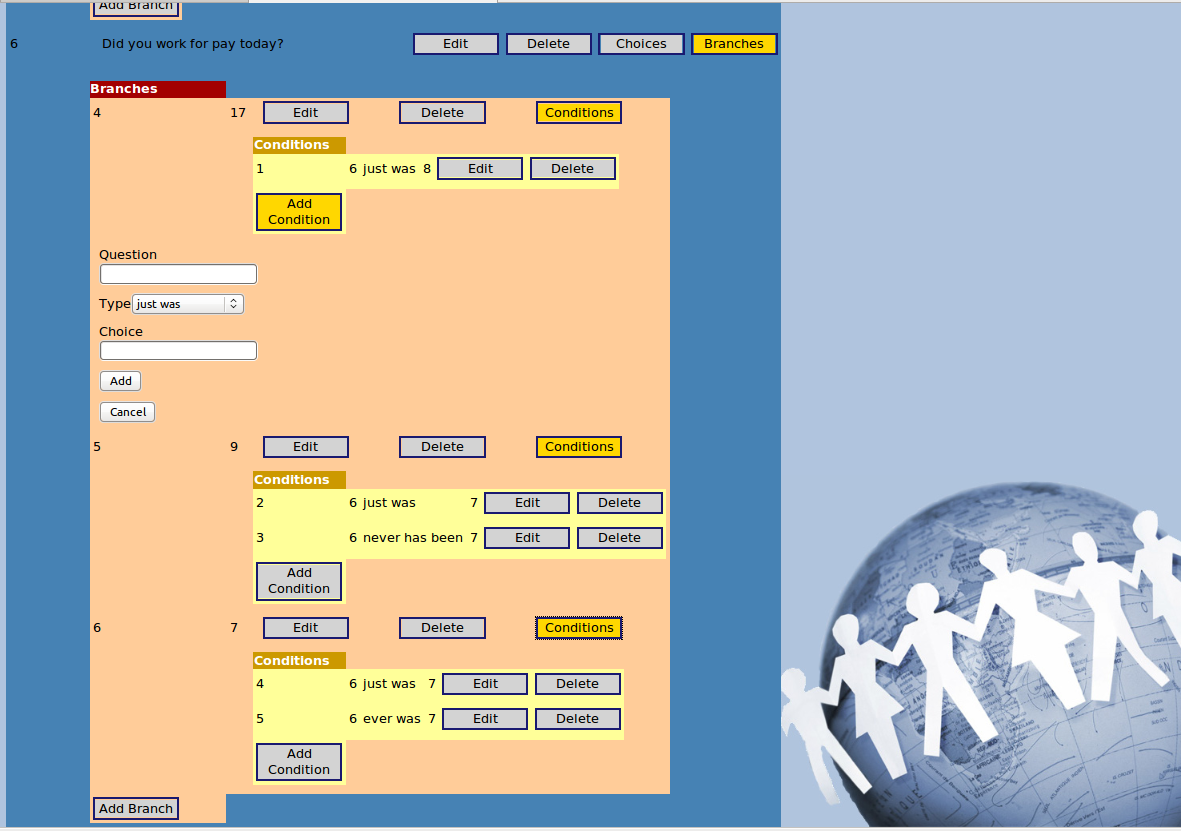 Add Branch
6 Did you work for pay today? Edit Delete Choices Branches
Branches
4 17 Edit Delete Conditions
Conditions
1 6 just was 8 Edit Delete
Add
Condition
Question
Type just was
Choice
Add
Cancel
5 9 Edit Delete Conditions
Conditions
2 6 just was 7 Edit Delete
3 6 never has been 7 Edit Delete
Add
Condition
6 7 Edit Delete Conditions
Conditions
4 6 just was 7 Edit Delete
5 6 ever was 7 Edit Delete
Add
Condition
Add Branch